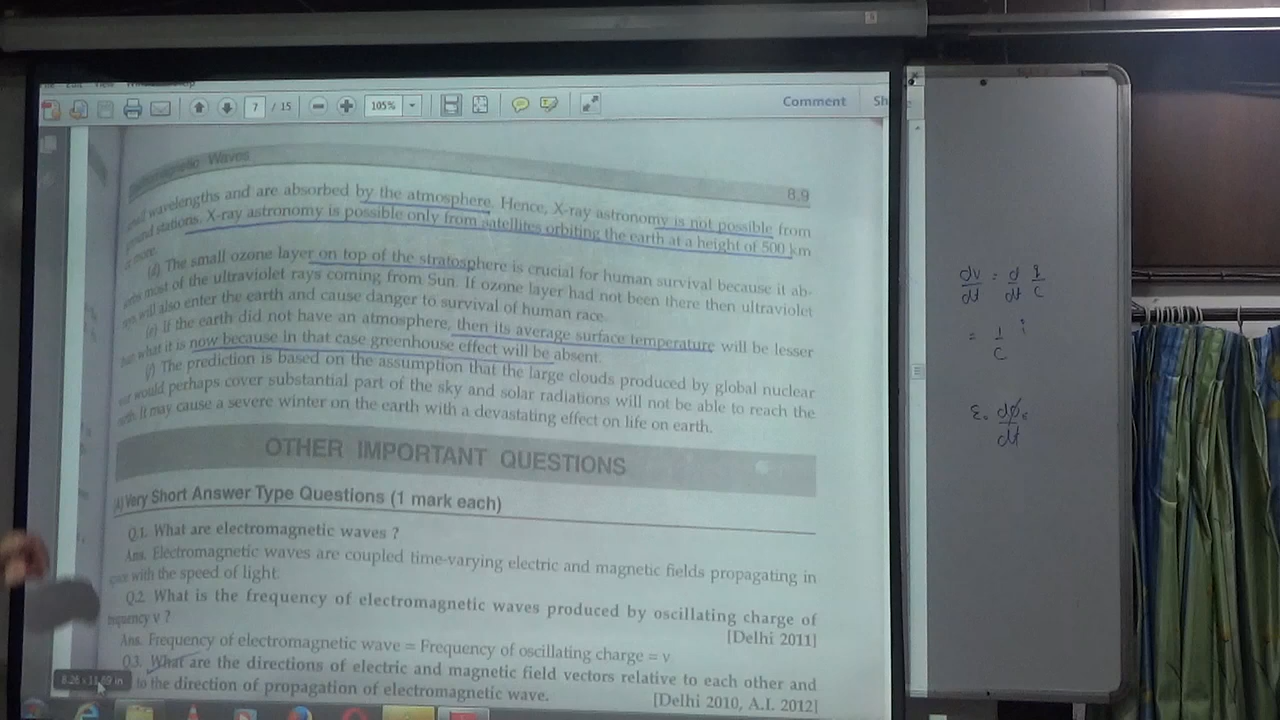 7 / 15
105%
Comment
Sh
Waves
8.9
wavelengths and are absorbed by the atmosphere. Hence, X-ray astronomy is not possible from
stations. X-ray astronomy is possible only from satellites orbiting the earth at a height of 500 km
more.
(d) The small ozone layer on top of the stratosphere is crucial for human survival because it ab-
most of the ultraviolet rays coming from Sun. If ozone layer had not been there then ultraviolet
will also enter the earth and cause danger to survival of human race.
(e) If the earth did not have an atmosphere, then its average surface temperature will be lesser
what it is now because in that case greenhouse effect will be absent.
(f) The prediction is based on the assumption that the large clouds produced by global nuclear
would perhaps cover substantial part of the sky and solar radiations will not be able to reach the
It may cause a severe winter on the earth with a devastating effect on life on earth.
OTHER IMPORTANT QUESTIONS
Very Short Answer Type Questions (1 mark each)
Q.1. What are electromagnetic waves ?
Ans. Electromagnetic waves are coupled time-varying electric and magnetic fields propagating in
with the speed of light.
Q.2. What is the frequency of electromagnetic waves produced by oscillating charge of
ν ?
[Delhi 2011]
Ans. Frequency of electromagnetic wave = Frequency of oscillating charge = ν
Q.3. What are the directions of electric and magnetic field vectors relative to each other and
to the direction of propagation of electromagnetic wave.
[Delhi 2010, A.I. 2012]
8.26 x 11.69 in
dv/dt = d/dt q/c
= 1/C i
ε₀ dφE/dt